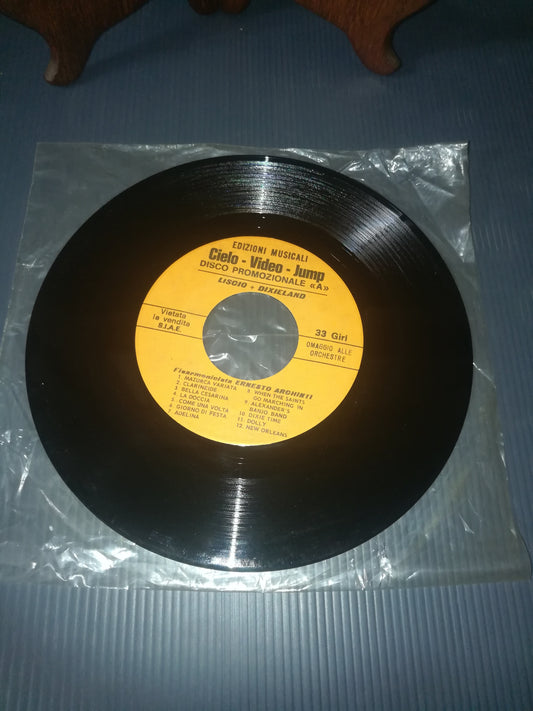 EDIZIONI MUSICALI
Cielo - Video - Jump
DISCO PROMOZIONALE «A»
LISCIO + DIXIELAND
Vietata
la vendita
S.I.A.E.
33 Giri
OMAGGIO ALLE
ORCHESTRE
Fisarmonicista ERNESTO ARCHINTI
1. MAZURCA VARIATA
2. CLARINEIDE
3. BELLA CESARINA
4. LA DOCCIA
5. COME UNA VOLTA
6. GIORNO DI FESTA
7. ADELINA
8. WHEN THE SAINTS
GO MARCHING IN
9. ALEXANDER'S
BANJO BAND
10. DIXIE TIME
11. DOLLY
12. NEW ORLEANS